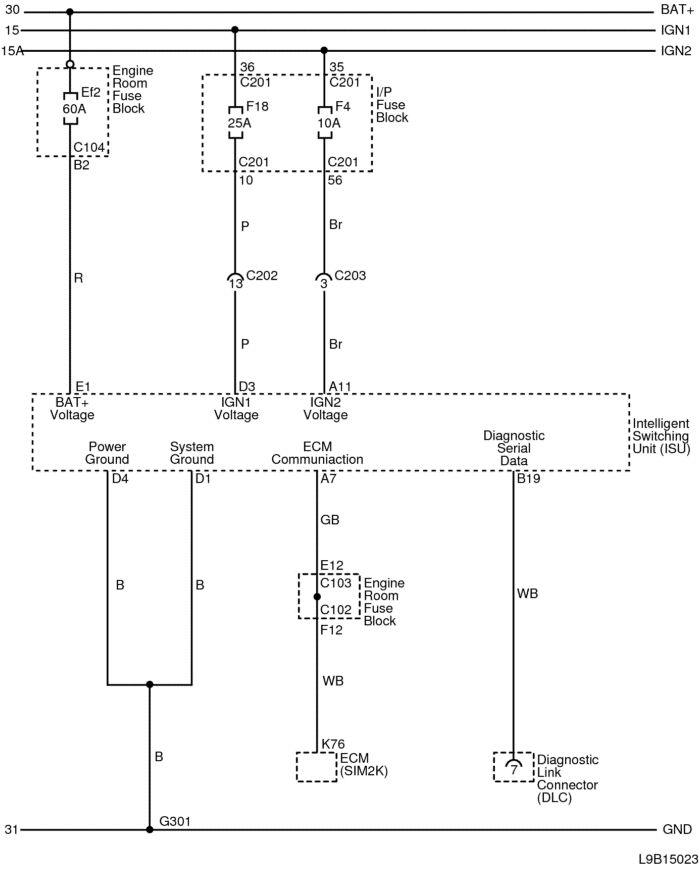 30 BAT+
15 IGN1
15A IGN2
Engine
Room
Fuse
Block
Ef2
60A
C104
B2
36 35
C201 C201
F18 F4
25A 10A
I/P
Fuse
Block
C201 C201
10 56
P Br
R
C202 C203
13 3
P Br
E1 D3 A11
BAT+
Voltage
IGN1
Voltage
IGN2
Voltage
Power
Ground
System
Ground
ECM
Communiaction
Diagnostic
Serial
Data
Intelligent
Switching
Unit (ISU)
D4 D1 A7 B19
GB
E12
C103
C102
F12
Engine
Room
Fuse
Block
B B
WB
WB
B
K76
ECM
(SIM2K)
7
Diagnostic
Link
Connector
(DLC)
31 G301 GND
L9B15023